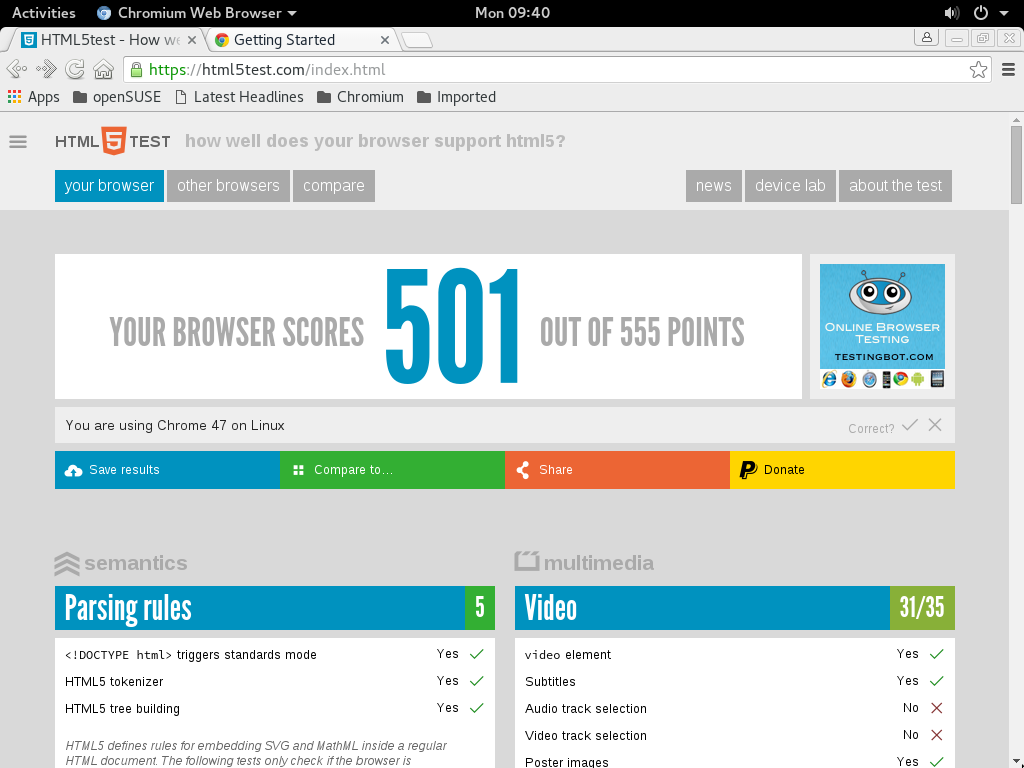 Activities Chromium Web Browser Mon 09:40
HTML5test - How we Getting Started
https://html5test.com/index.html
Apps openSUSE Latest Headlines Chromium Imported
HTML 5 TEST how well does your browser support html5?
your browser other browsers compare news device lab about the test
YOUR BROWSER SCORES 501 OUT OF 555 POINTS
ONLINE BROWSER
TESTING
TESTINGBOT.COM
You are using Chrome 47 on Linux Correct?
Save results Compare to... Share Donate
semantics
Parsing rules 5
<!DOCTYPE html> triggers standards mode Yes
HTML5 tokenizer Yes
HTML5 tree building Yes
HTML5 defines rules for embedding SVG and MathML inside a regular
HTML document. The following tests only check if the browser is
multimedia
Video 31/35
video element Yes
Subtitles Yes
Audio track selection No
Video track selection No
Poster images Yes